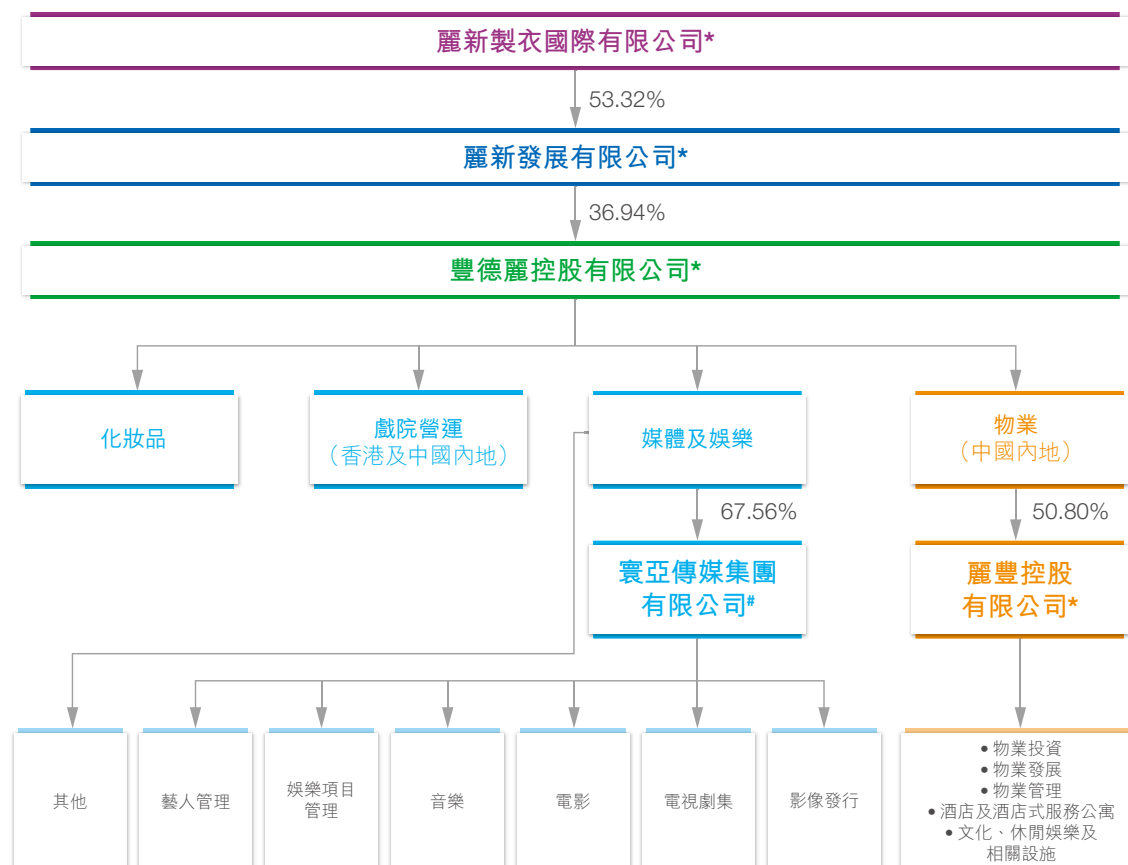 麗新製衣國際有限公司*
53.32%
麗新發展有限公司*
36.94%
豐德麗控股有限公司*
化妝品
戲院營運
（香港及中國內地）
媒體及娛樂
物業
（中國內地）
67.56%
50.80%
寰亞傳媒集團
有限公司#
麗豐控股
有限公司*
其他
藝人管理
娛樂項目
管理
音樂
電影
電視劇集
影像發行
• 物業投資
• 物業發展
• 物業管理
• 酒店及酒店式服務公寓
• 文化、休閒娛樂及
相關設施